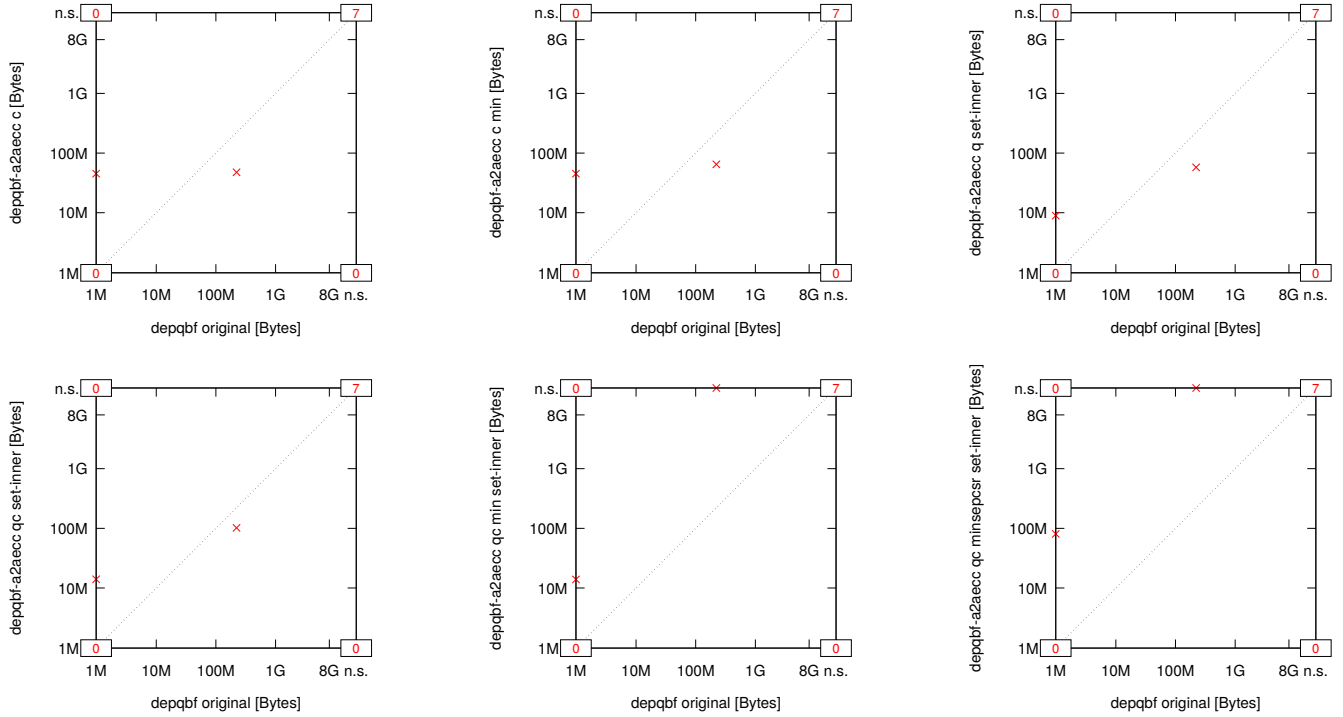 n.s. 0 7
8G
1G
100M
10M
1M 0 0
1M 10M 100M 1G 8G n.s.
depqbf original [Bytes]
depqbf-a2aecc c [Bytes]
n.s. 0 7
8G
1G
100M
10M
1M 0 0
1M 10M 100M 1G 8G n.s.
depqbf original [Bytes]
depqbf-a2aecc c min [Bytes]
n.s. 0 7
8G
1G
100M
10M
1M 0 0
1M 10M 100M 1G 8G n.s.
depqbf original [Bytes]
depqbf-a2aecc q set-inner [Bytes]
n.s. 0 7
8G
1G
100M
10M
1M 0 0
1M 10M 100M 1G 8G n.s.
depqbf original [Bytes]
depqbf-a2aecc qc set-inner [Bytes]
n.s. 0 7
8G
1G
100M
10M
1M 0 0
1M 10M 100M 1G 8G n.s.
depqbf original [Bytes]
depqbf-a2aecc qc min set-inner [Bytes]
n.s. 0 7
8G
1G
100M
10M
1M 0 0
1M 10M 100M 1G 8G n.s.
depqbf original [Bytes]
depqbf-a2aecc qc minsepcsr set-inner [Bytes]